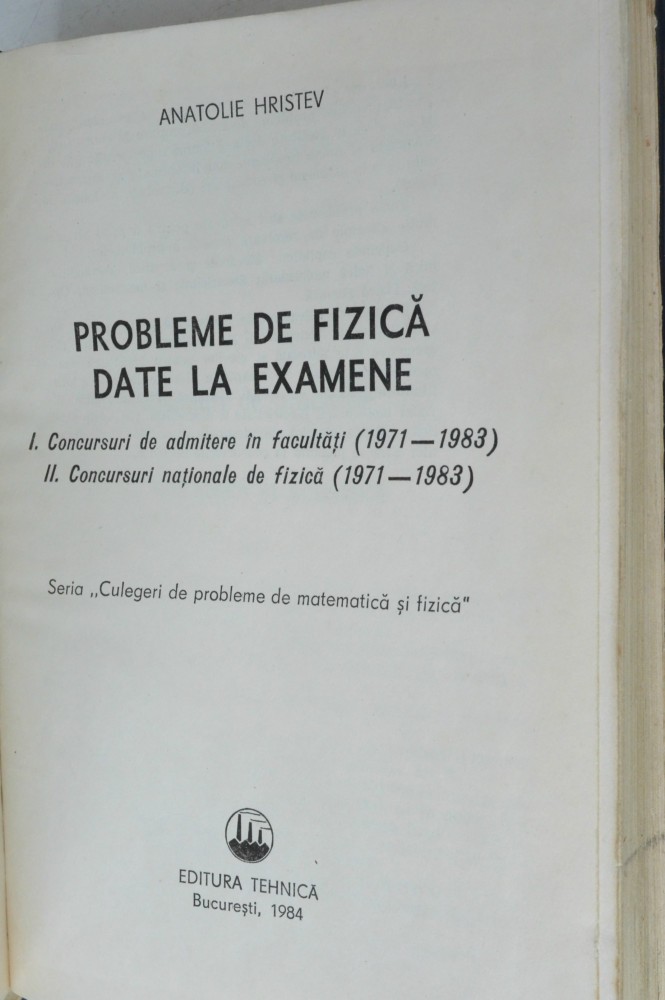 ANATOLIE HRISTEV
PROBLEME DE FIZICĂ
DATE LA EXAMENE
I. Concursuri de admitere în facultăți (1971—1983)
II. Concursuri naționale de fizică (1971—1983)
Seria „Culegeri de probleme de matematică și fizică”
EDITURA TEHNICĂ
București, 1984